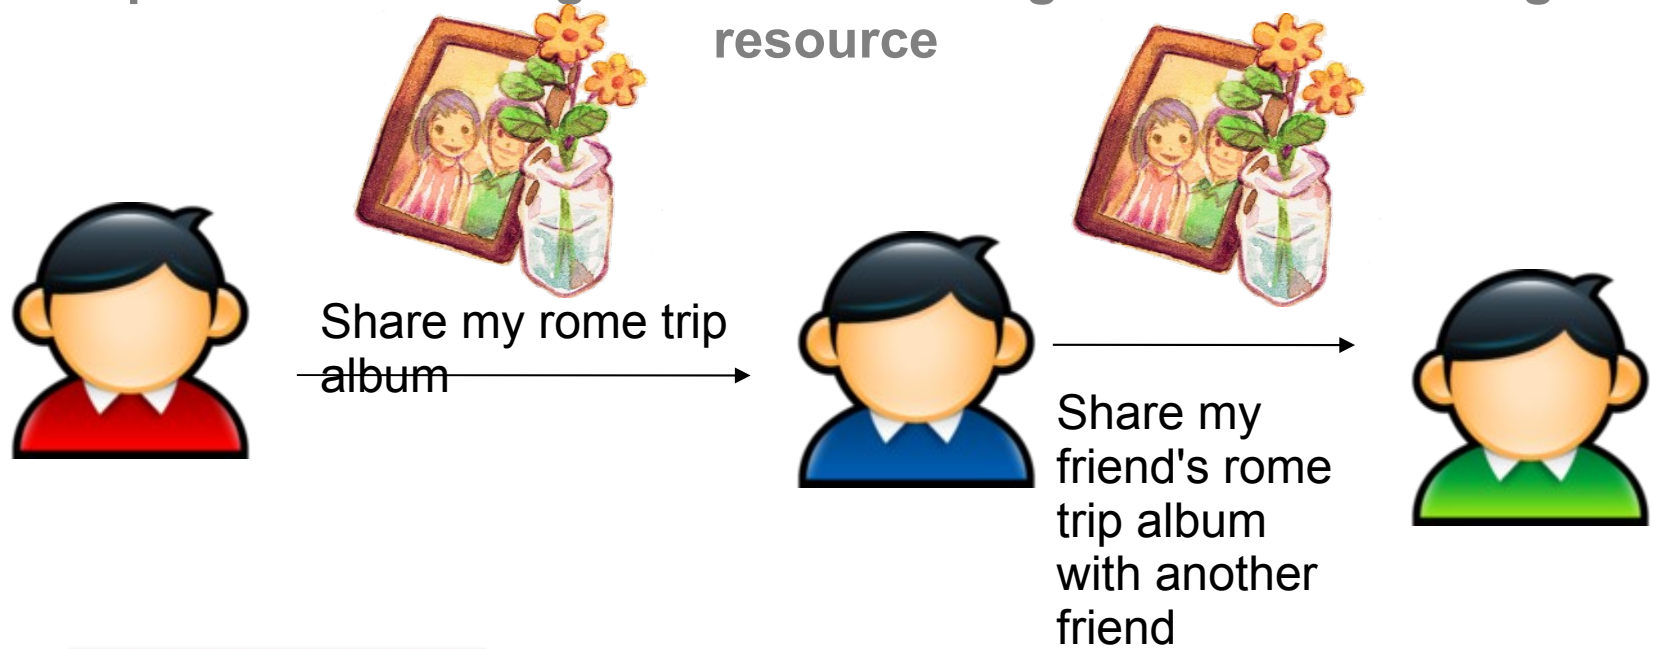 resource
Share my rome trip
album
Share my
friend's rome
trip album
with another
friend